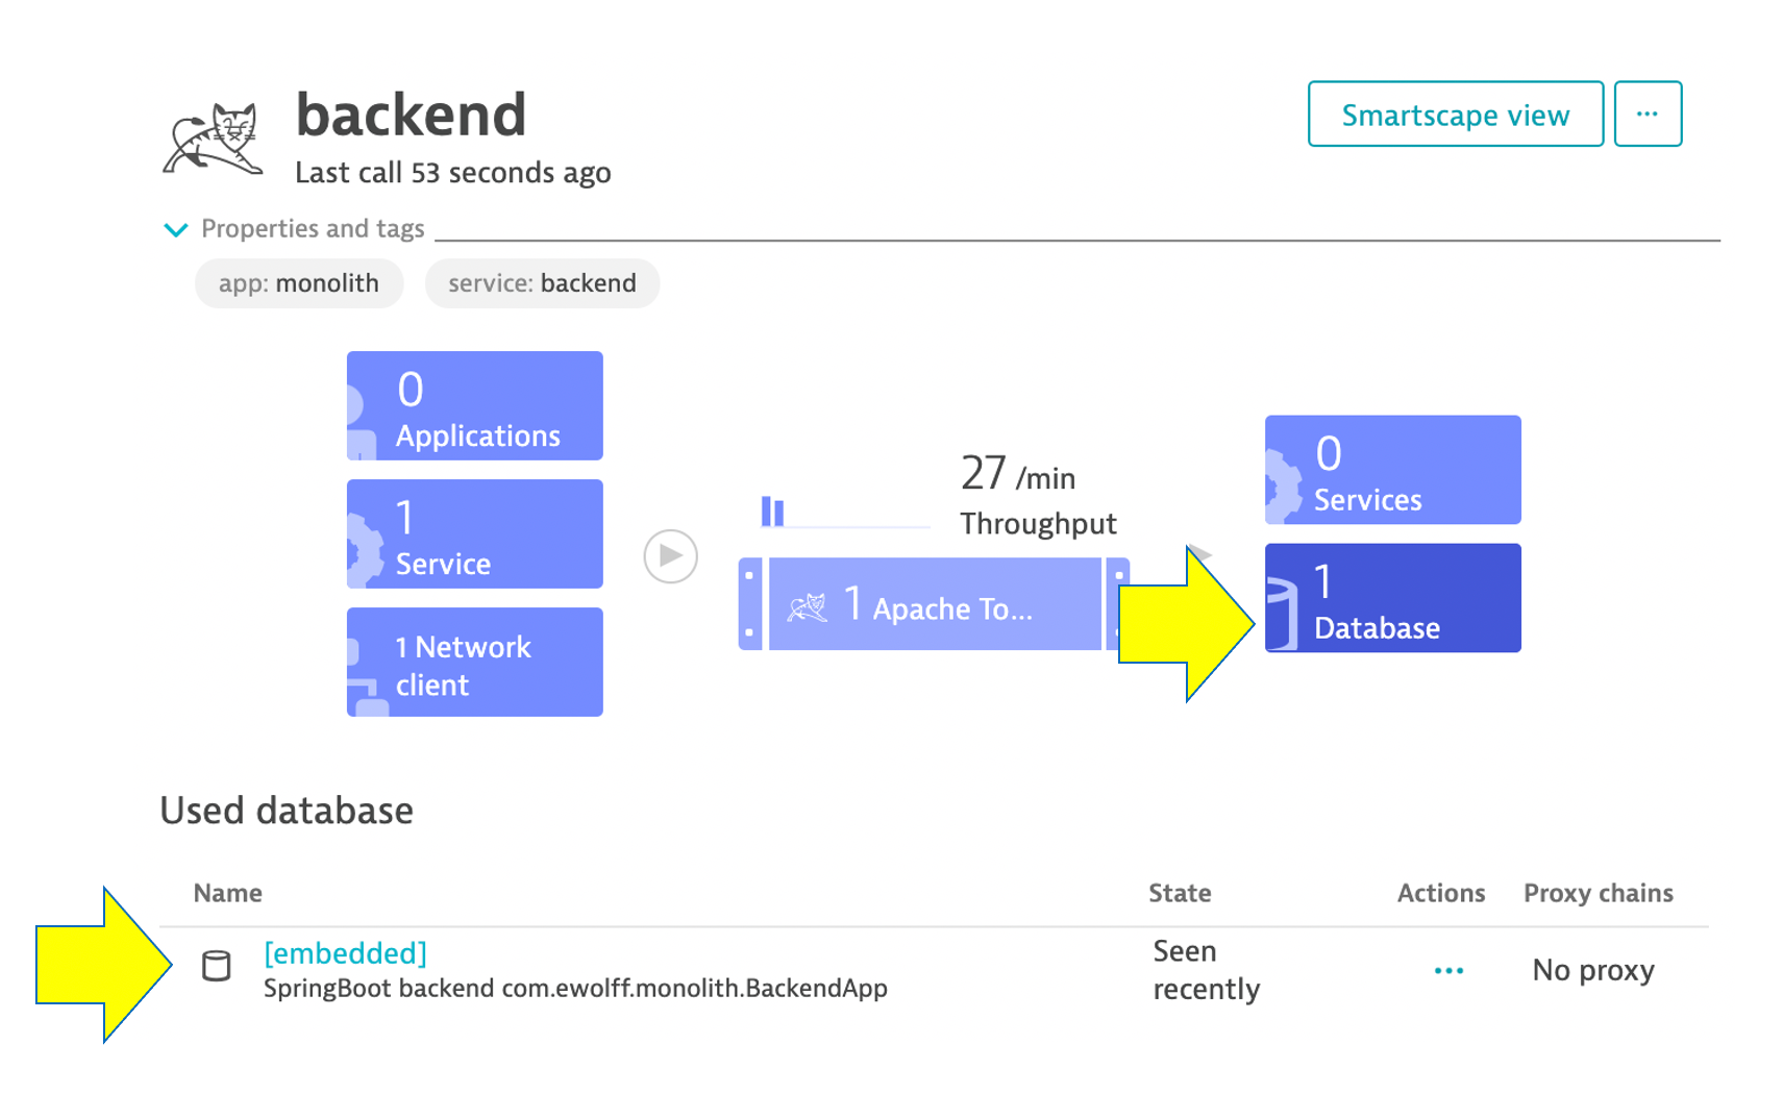 backend
Last call 53 seconds ago
Smartscape view
...
Properties and tags
app: monolith
service: backend
0
Applications
1
Service
1 Network
client
27 /min
Throughput
1 Apache To...
0
Services
1
Database
Used database
Name
State
Actions
Proxy chains
[embedded]
SpringBoot backend com.ewolff.monolith.BackendApp
Seen
recently
...
No proxy